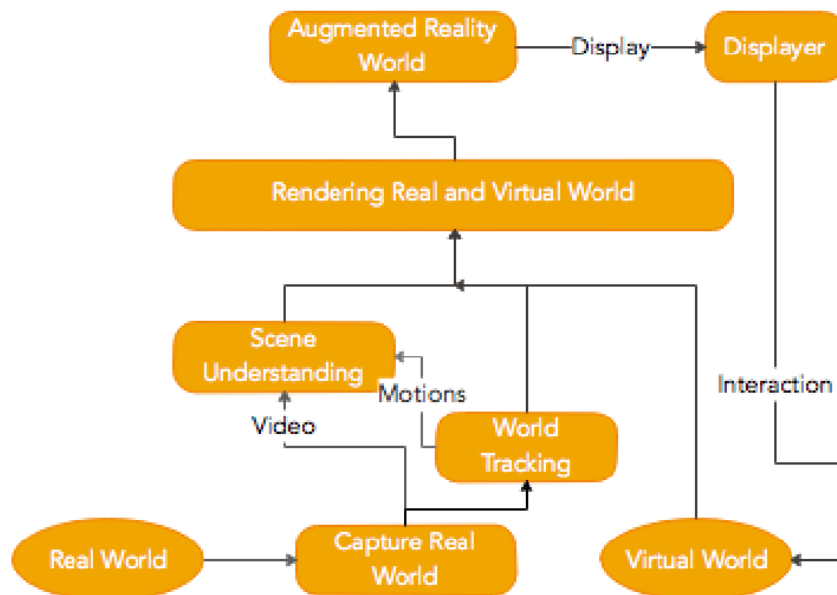 Augmented Reality
World
Display
Displayer
Rendering Real and Virtual World
Scene
Understanding
Motions
Interaction
Video
World
Tracking
Real World
Capture Real
World
Virtual World